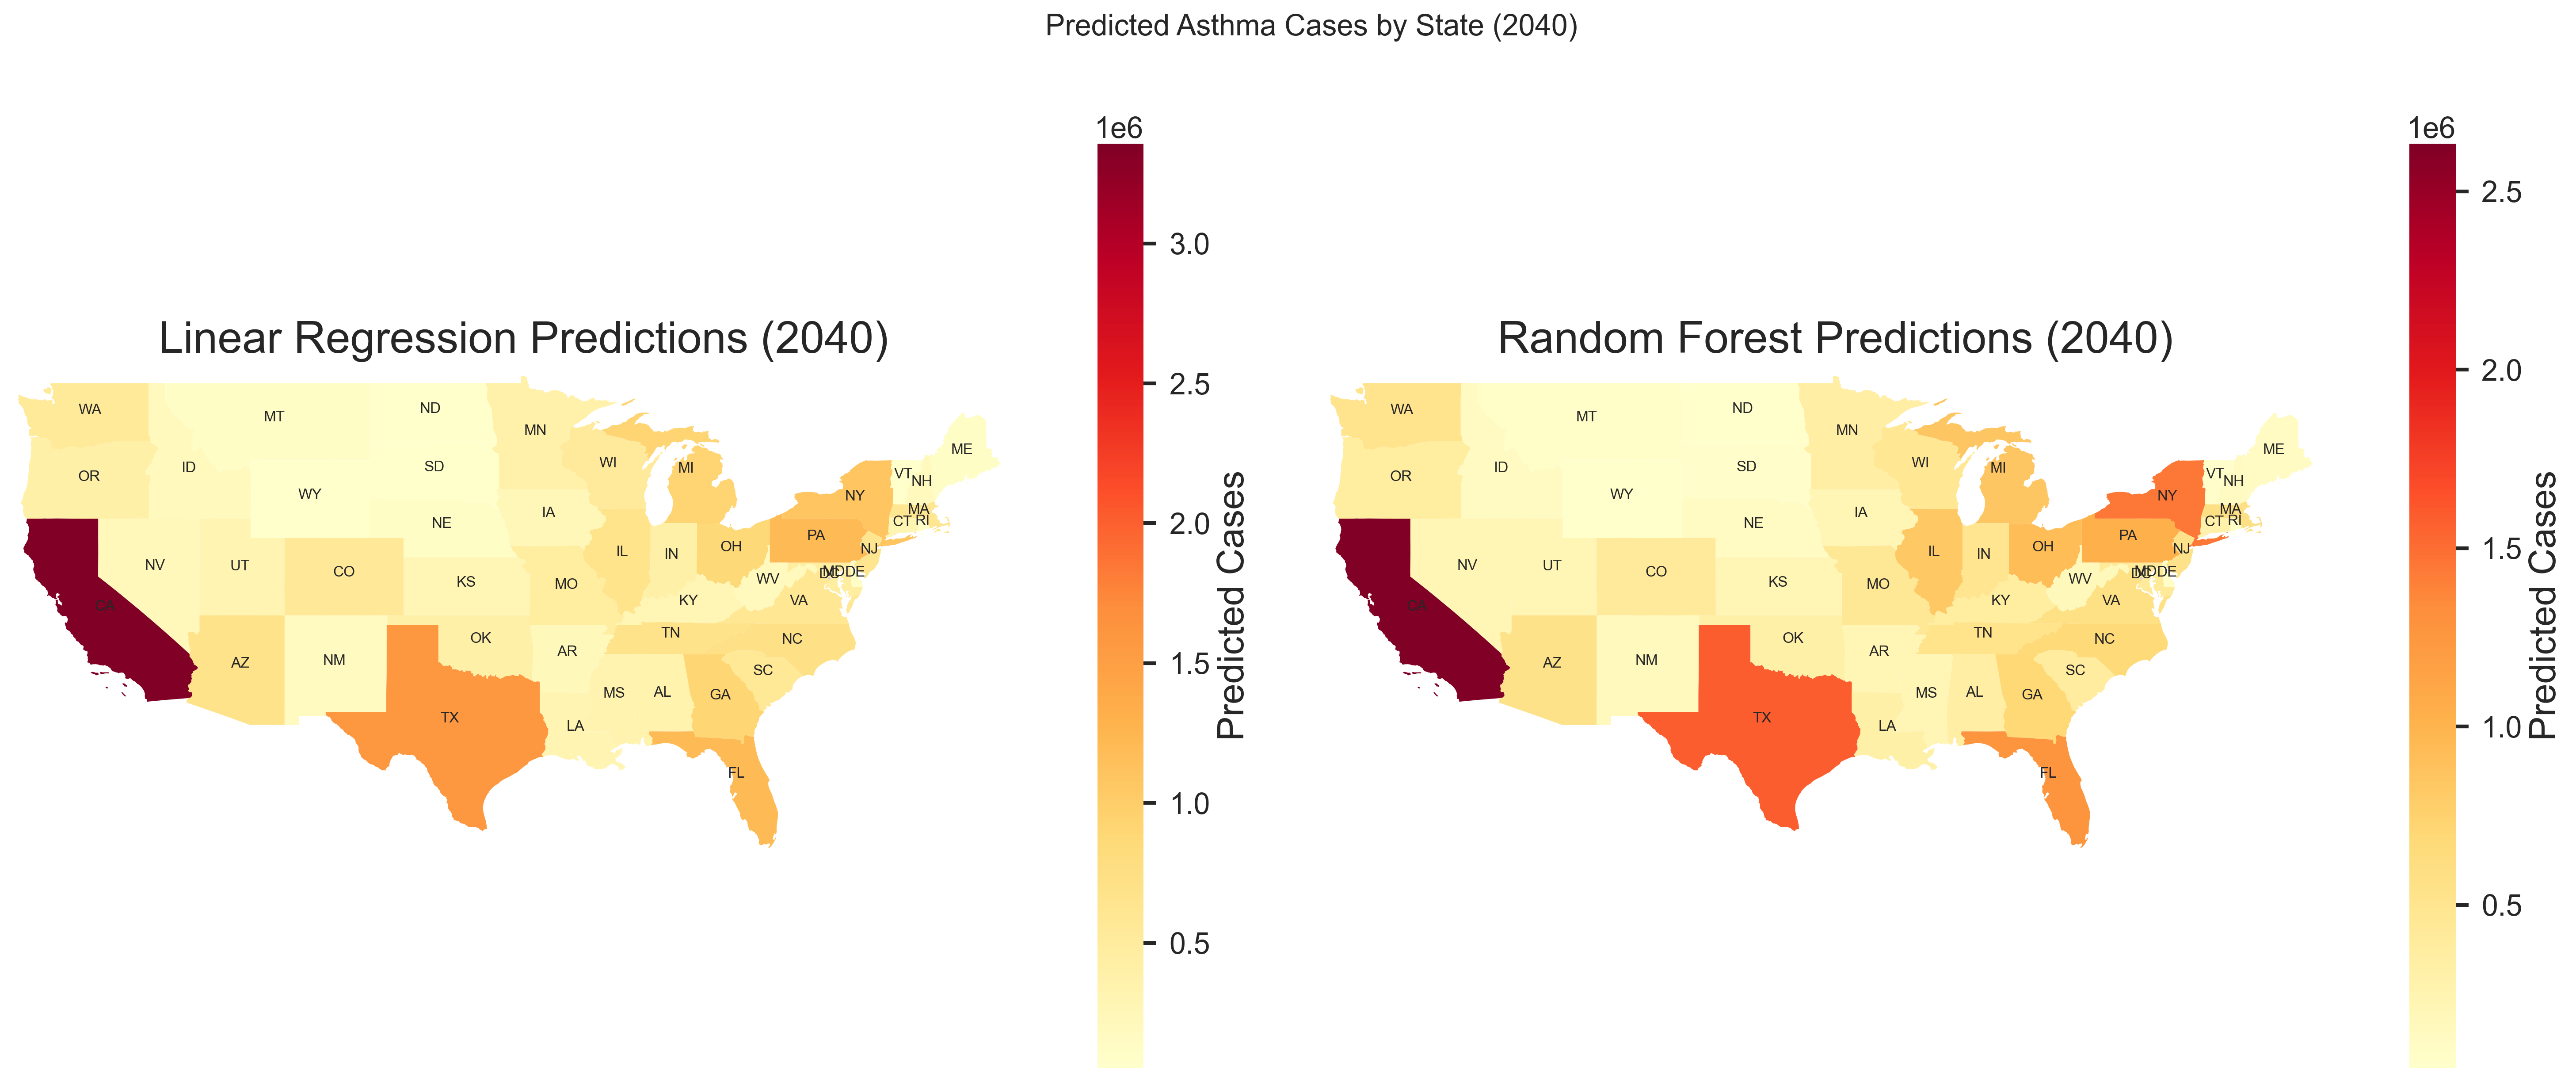 Predicted Asthma Cases by State (2040)
Linear Regression Predictions (2040)
WA
MT
ND
MN
OR
ID
SD
WI
MI
ME
WY
VT
NH
NY
IA
NE
MA
CT
RI
PA
NV
UT
CO
KS
MO
IL
IN
OH
NJ
WV
DC
MD
DE
CA
KY
VA
AZ
NM
OK
AR
TN
NC
SC
MS
AL
GA
TX
LA
FL
1e6
3.0
2.5
2.0
1.5
1.0
0.5
Predicted Cases
Random Forest Predictions (2040)
WA
MT
ND
MN
OR
ID
SD
WI
MI
ME
WY
VT
NH
NY
IA
NE
MA
CT
RI
PA
NV
UT
CO
KS
MO
IL
IN
OH
NJ
WV
DC
MD
DE
CA
KY
VA
AZ
NM
OK
AR
TN
NC
SC
MS
AL
GA
TX
LA
FL
1e6
2.5
2.0
1.5
1.0
0.5
Predicted Cases